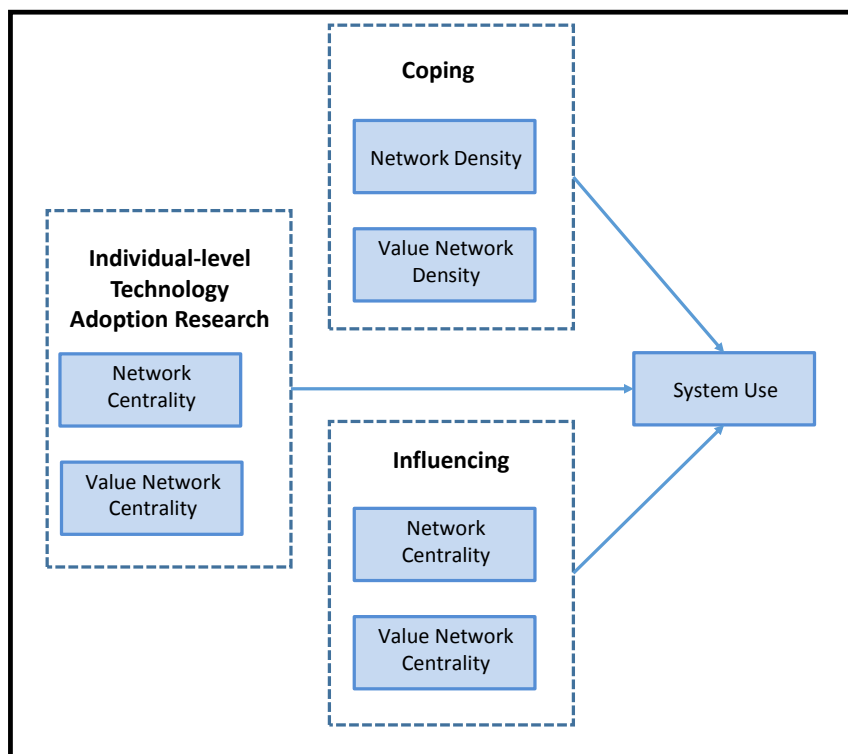 Coping
Network Density
Value Network
Density
Individual-level
Technology
Adoption Research
Network
Centrality
Value Network
Centrality
System Use
Influencing
Network
Centrality
Value Network
Centrality